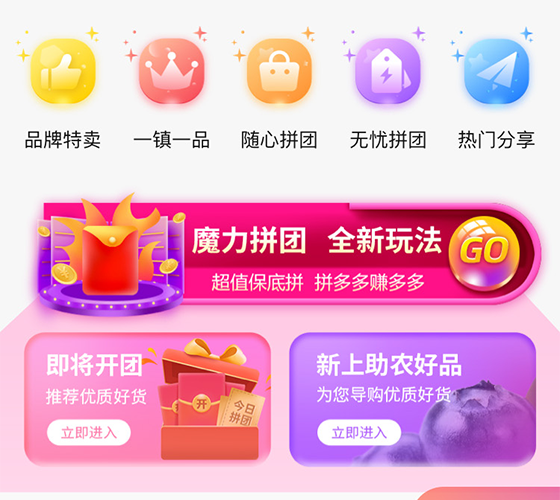 品牌特卖
一镇一品
随心拼团
无忧拼团
热门分享
魔力拼团 全新玩法
GO
超值保底拼 拼多多赚多多
即将开团
推荐优质好货
立即进入
开
今日
拼团
新上助农好品
为您导购优质好货
立即进入